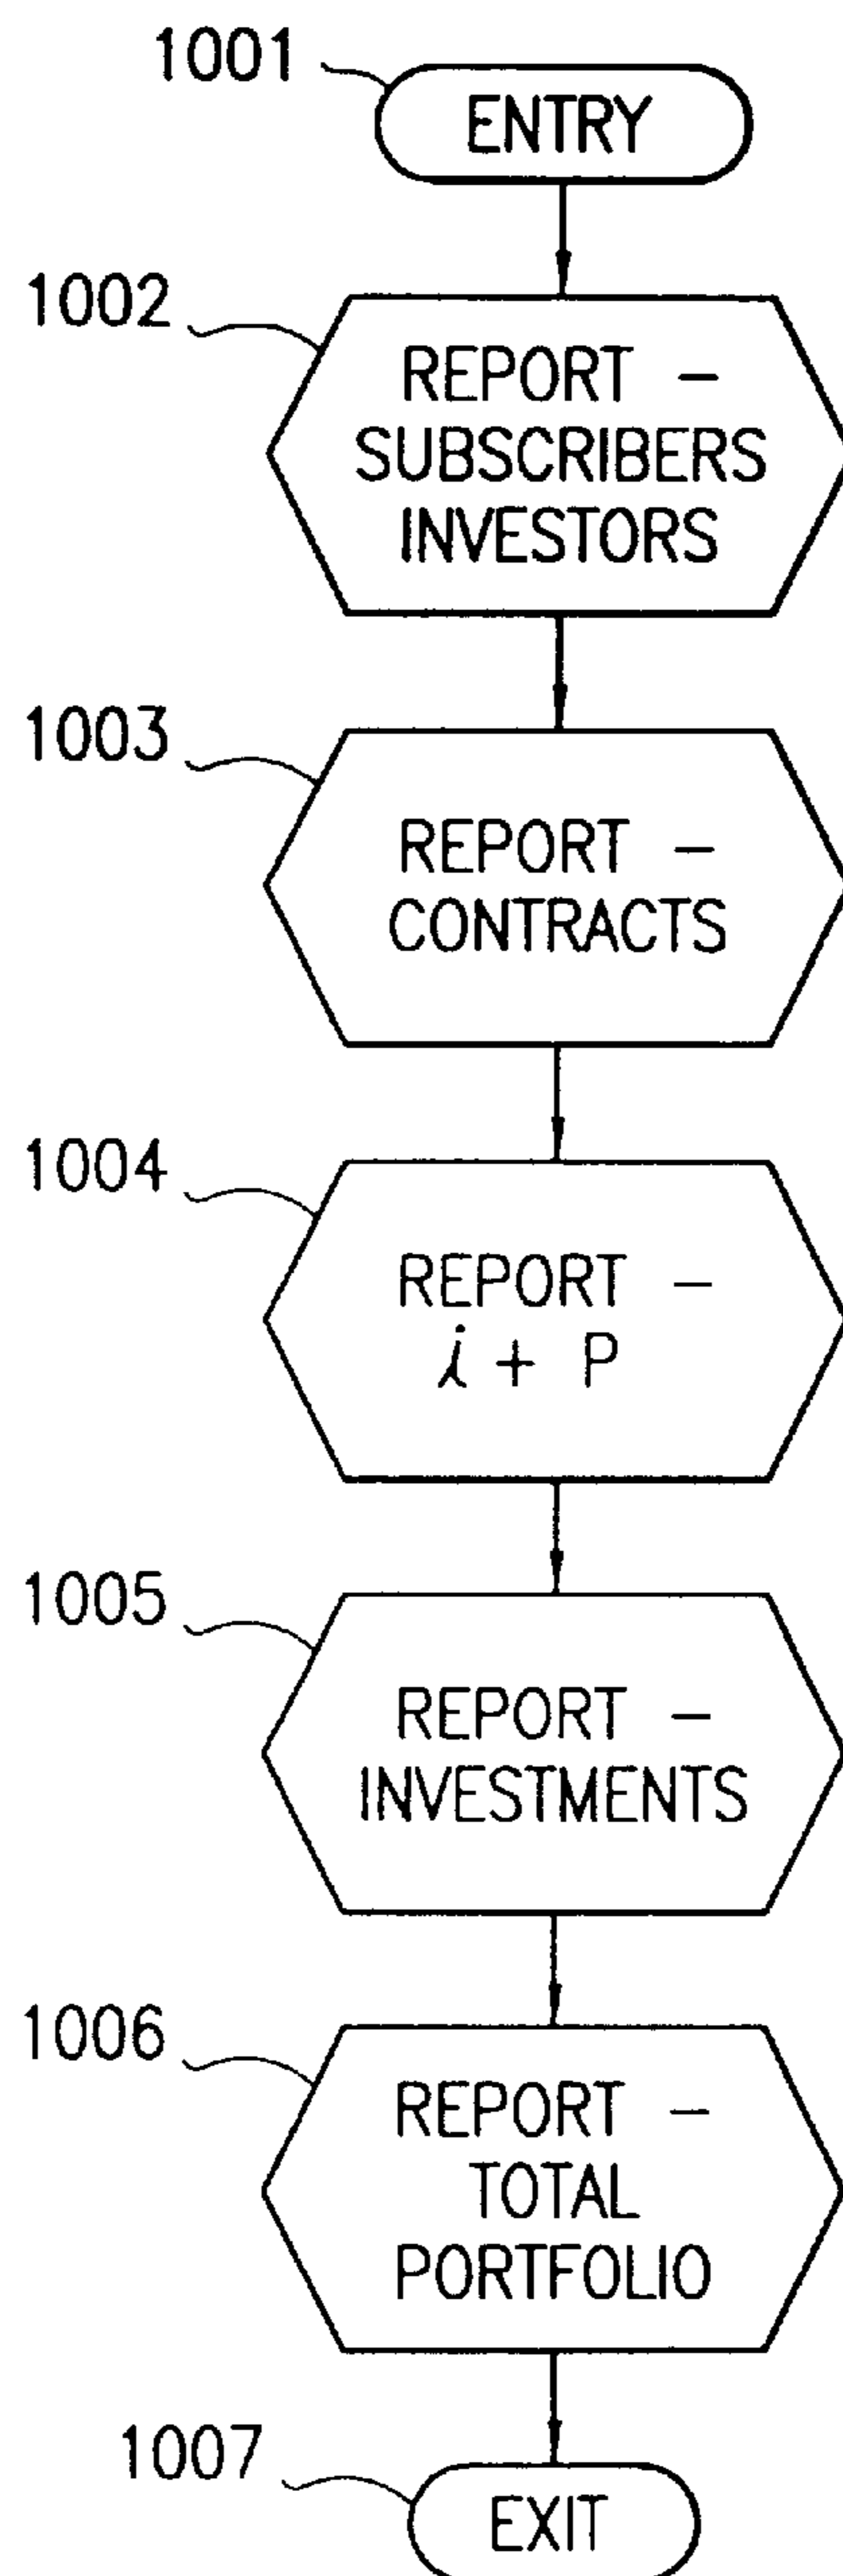 1001
ENTRY
1002
REPORT -
SUBSCRIBERS
INVESTORS
1003
REPORT -
CONTRACTS
1004
REPORT -
i + P
1005
REPORT -
INVESTMENTS
1006
REPORT -
TOTAL
PORTFOLIO
1007
EXIT